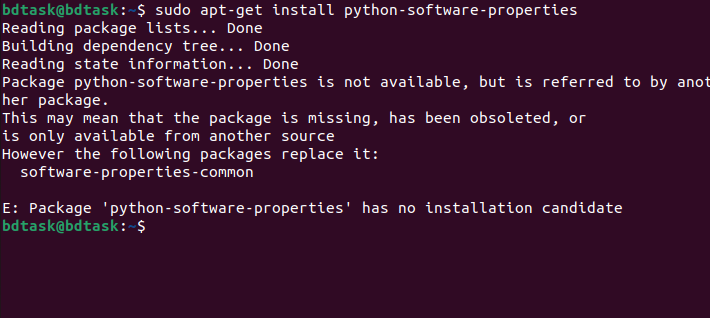 bdtask@bdtask:~$ sudo apt-get install python-software-properties
Reading package lists... Done
Building dependency tree... Done
Reading state information... Done
Package python-software-properties is not available, but is referred to by anot
her package.
This may mean that the package is missing, has been obsoleted, or
is only available from another source
However the following packages replace it:
  software-properties-common

E: Package 'python-software-properties' has no installation candidate
bdtask@bdtask:~$